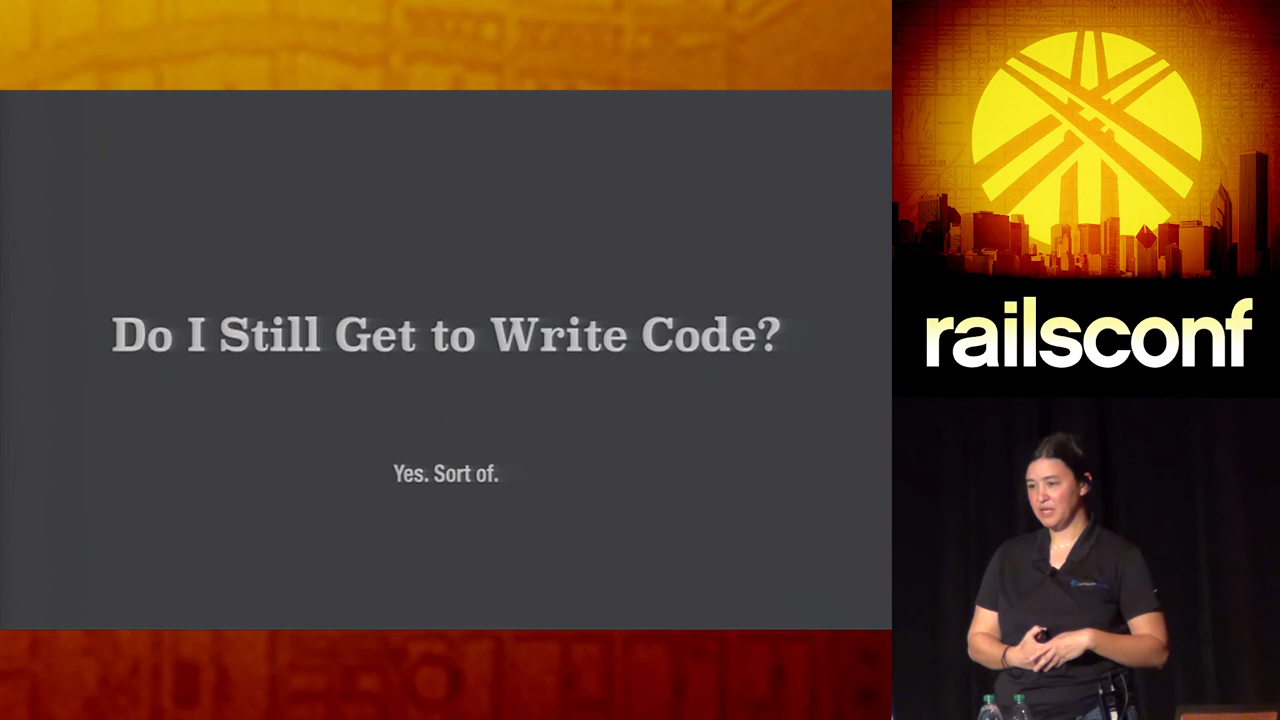 Do I Still Get to Write Code?
Yes. Sort of.
railsconf